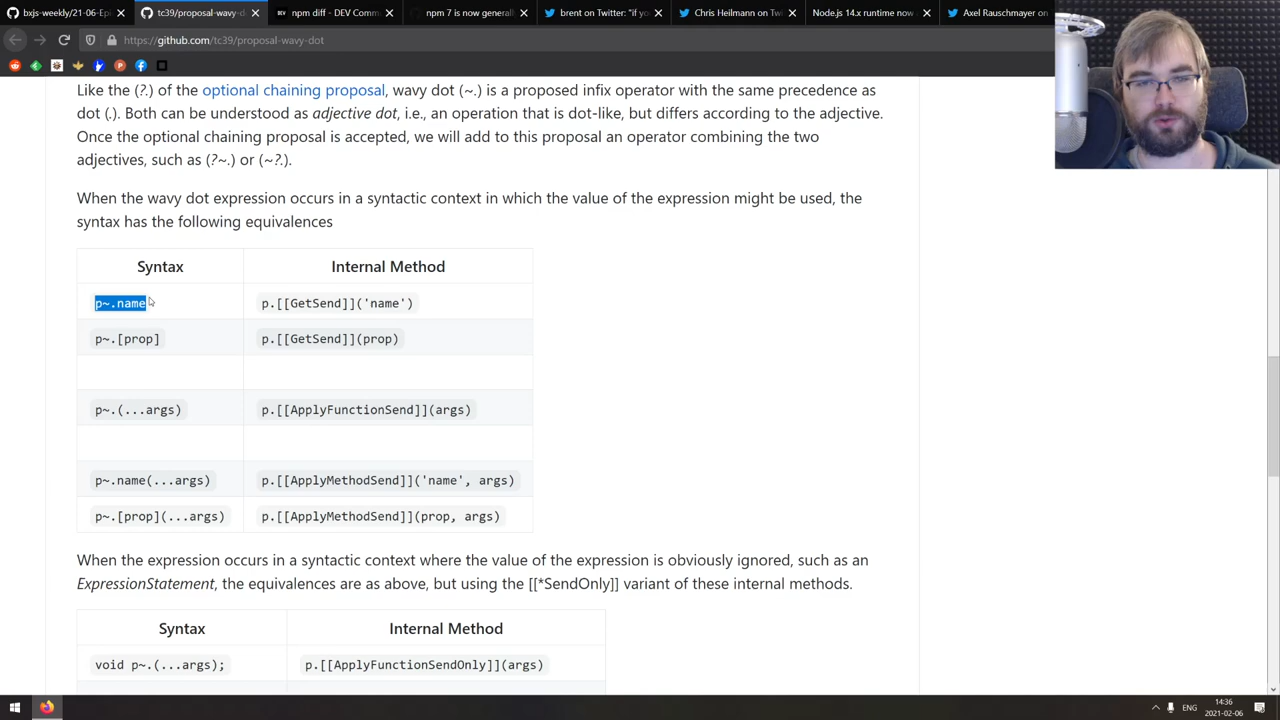 bxjs-weekly/21-06-Epi
tc39/proposal-wavy-d
npm diff - DEV Com
npm 7 is now general
brent on Twitter: "if yo
Chris Heilmann on Tw
Node.js 14.x runtime now
Axel Rauschmayer on
https://github.com/tc39/proposal-wavy-dot
Like the (?.) of the optional chaining proposal, wavy dot (~.) is a proposed infix operator with the same precedence as
dot (.). Both can be understood as adjective dot, i.e., an operation that is dot-like, but differs according to the adjective.
Once the optional chaining proposal is accepted, we will add to this proposal an operator combining the two
adjectives, such as (?~.) or (~?.).
When the wavy dot expression occurs in a syntactic context in which the value of the expression might be used, the
syntax has the following equivalences
Syntax Internal Method
p~.name p.[[GetSend]]('name')
p~.[prop] p.[[GetSend]](prop)
p~.(...args) p.[[ApplyFunctionSend]](args)
p~.name(...args) p.[[ApplyMethodSend]]('name', args)
p~.[prop](...args) p.[[ApplyMethodSend]](prop, args)
When the expression occurs in a syntactic context where the value of the expression is obviously ignored, such as an
ExpressionStatement, the equivalences are as above, but using the [[*SendOnly]] variant of these internal methods.
Syntax Internal Method
void p~.(...args); p.[[ApplyFunctionSendOnly]](args)
ENG
14:36
2021-02-06